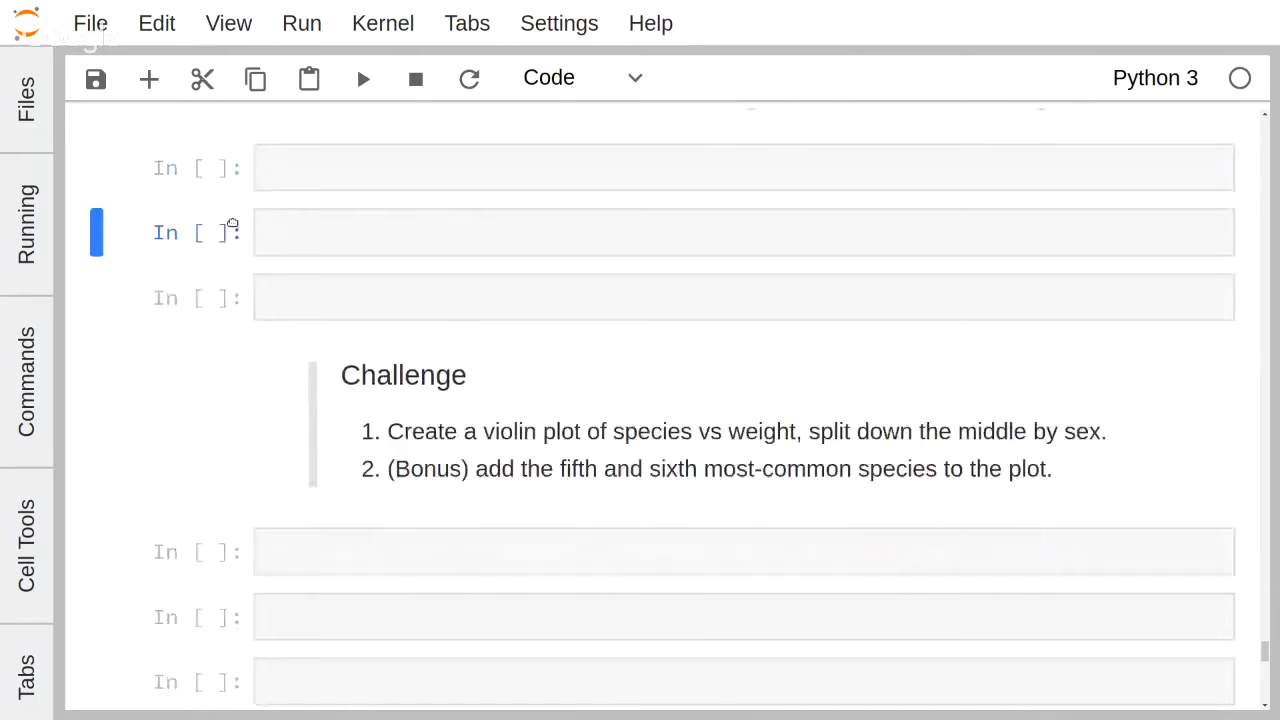 File Edit View Run Kernel Tabs Settings Help
Google
Code Python 3
Files
Running
Commands
Cell Tools
Tabs
In [ ]:
In [ ]:
In [ ]:
Challenge
1. Create a violin plot of species vs weight, split down the middle by sex.
2. (Bonus) add the fifth and sixth most-common species to the plot.
In [ ]:
In [ ]:
In [ ]: